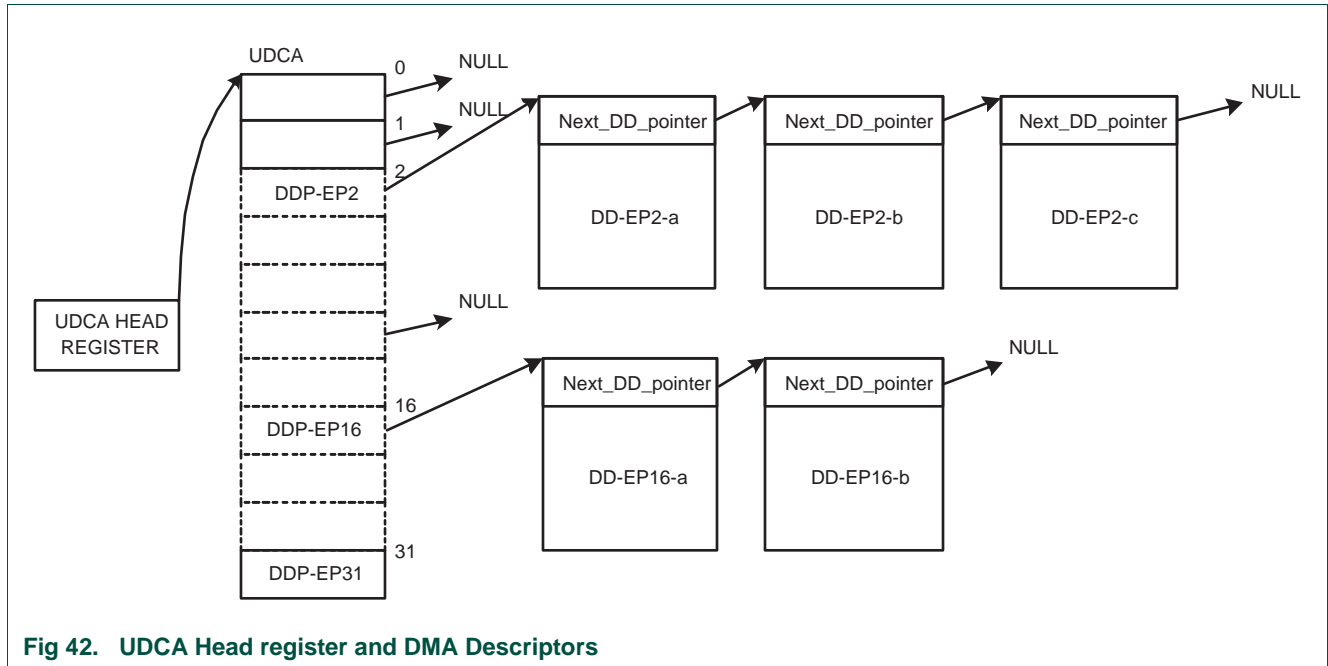 UDCA
0
NULL
1
NULL
2
DDP-EP2
Next_DD_pointer
DD-EP2-a
Next_DD_pointer
DD-EP2-b
Next_DD_pointer
DD-EP2-c
NULL
UDCA HEAD
REGISTER
NULL
16
DDP-EP16
Next_DD_pointer
DD-EP16-a
Next_DD_pointer
DD-EP16-b
NULL
31
DDP-EP31
Fig 42. UDCA Head register and DMA Descriptors